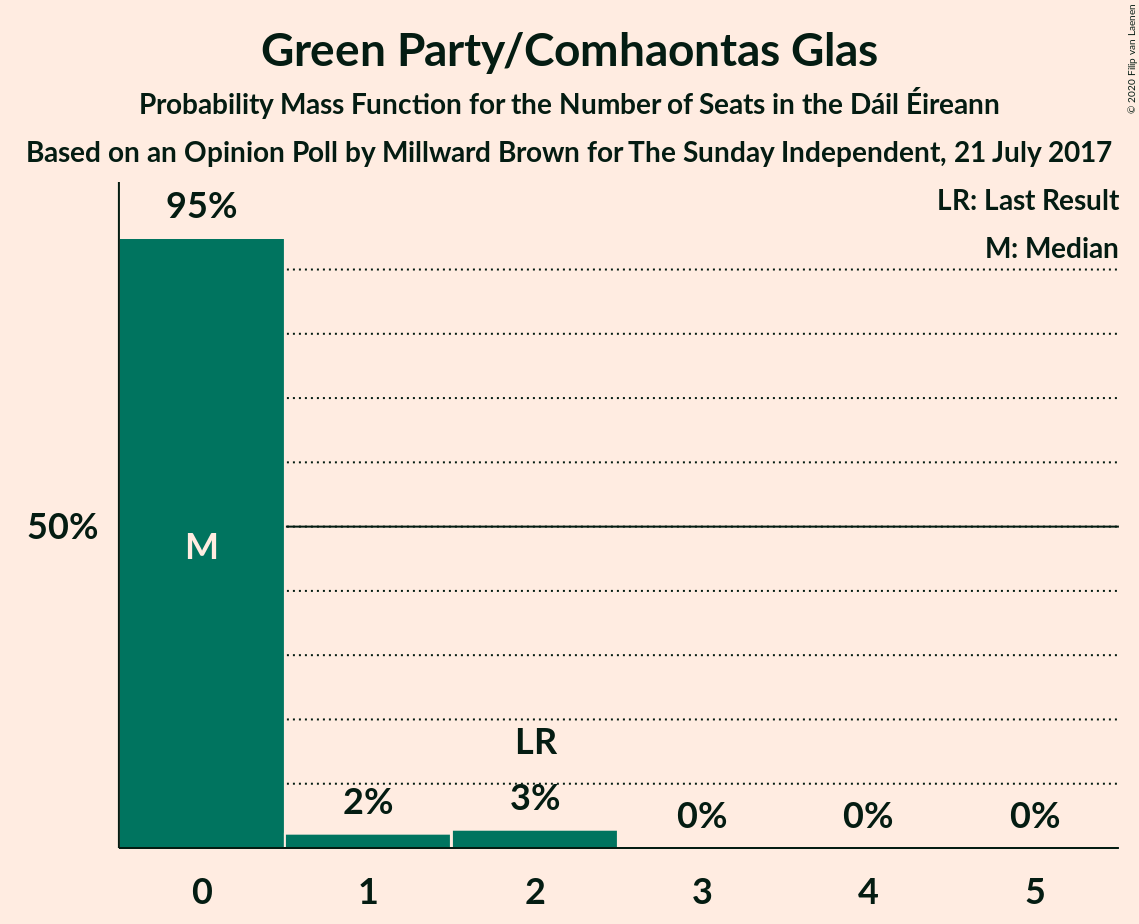 Green Party/Comhaontas Glas
Probability Mass Function for the Number of Seats in the Dáil Éireann
Based on an Opinion Poll by Millward Brown for The Sunday Independent, 21 July 2017
© 2020 Filip van Laenen
LR: Last Result
M: Median
95%
50%
M
LR
2%
3%
0%
0%
0%
0
1
2
3
4
5